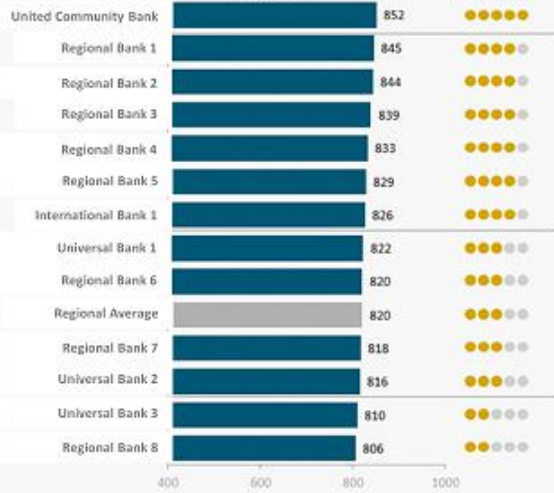 United Community Bank 852
Regional Bank 1 845
Regional Bank 2 844
Regional Bank 3 839
Regional Bank 4 833
Regional Bank 5 829
International Bank 1 826
Universal Bank 1 822
Regional Bank 6 820
Regional Average 820
Regional Bank 7 818
Universal Bank 2 816
Universal Bank 3 810
Regional Bank 8 806
400 600 800 1000